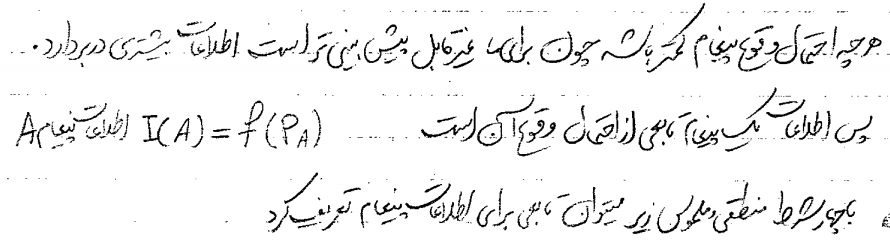 هرچه احتمال وقوع پیغام کمتر باشد چون برای ما غیرقابل پیش بینی تر است اطلاعات بیشتری دربردارد.
پس اطلاعات یک پیغام تابعی از احتمال وقوع آن است I(A) = f(P_A) اطلاعات پیغام A
با چهار شرط منطقی و ملموس زیر میتوان تابعی برای اطلاعات پیغام تعریف کرد